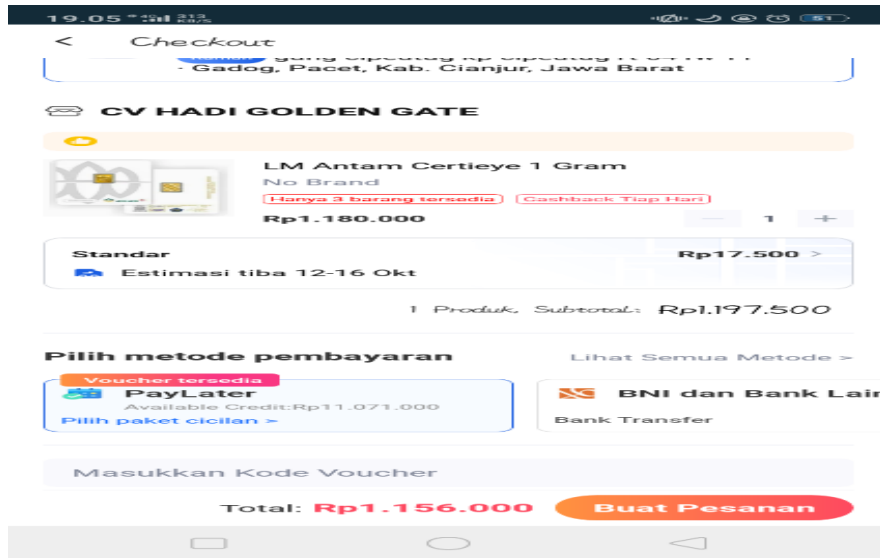 19.05
Checkout
Gadog, Pacet, Kab. Cianjur, Jawa Barat
CV HADI GOLDEN GATE
LM Antam Certieye 1 Gram
No Brand
Hanya 3 barang tersedia Cashback Tiap Hari
Rp1.180.000 — 1 +
Standar Rp17.500 >
Estimasi tiba 12-16 Okt
1 Produk, Subtotal: Rp1.197.500
Pilih metode pembayaran Lihat Semua Metode >
Voucher tersedia
PayLater BNI dan Bank Lain
Available Credit:Rp11.071.000
Pilih paket cicilan > Bank Transfer
Masukkan Kode Voucher
Total: Rp1.156.000 Buat Pesanan